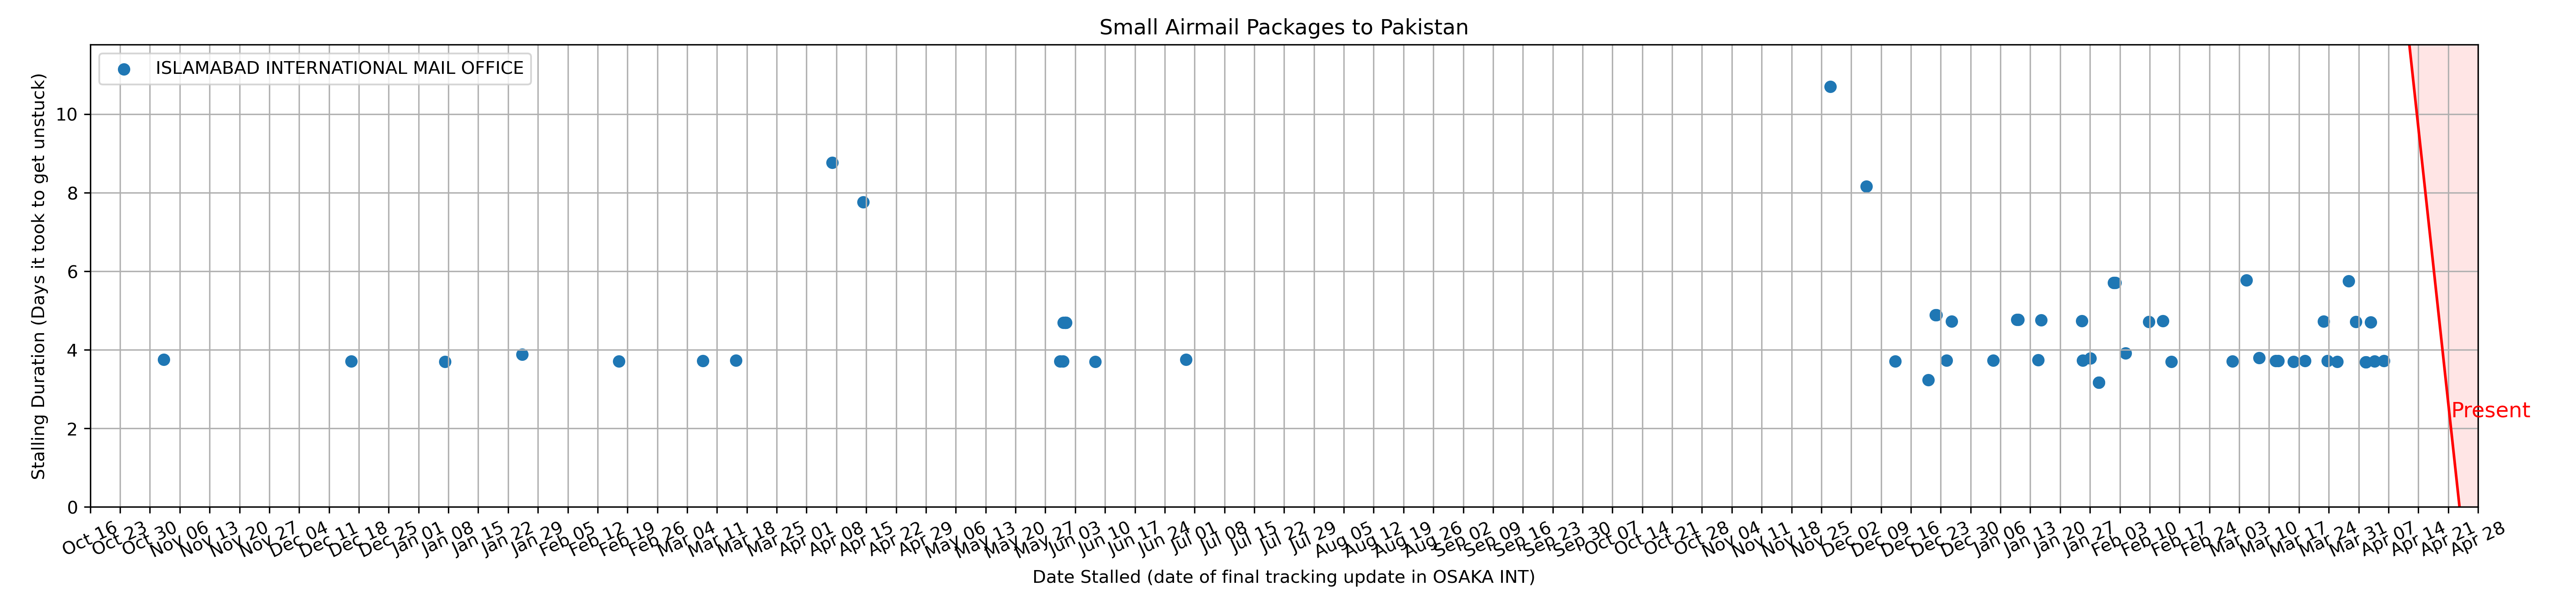 Small Airmail Packages to Pakistan
ISLAMABAD INTERNATIONAL MAIL OFFICE
Stalling Duration (Days it took to get unstuck)
10
8
6
4
2
0
Present
Oct 16
Oct 23
Oct 30
Nov 06
Nov 13
Nov 20
Nov 27
Dec 04
Dec 11
Dec 18
Dec 25
Jan 01
Jan 08
Jan 15
Jan 22
Jan 29
Feb 05
Feb 12
Feb 19
Feb 26
Mar 04
Mar 11
Mar 18
Mar 25
Apr 01
Apr 08
Apr 15
Apr 22
Apr 29
May 06
May 13
May 20
May 27
Jun 03
Jun 10
Jun 17
Jun 24
Jul 01
Jul 08
Jul 15
Jul 22
Jul 29
Aug 05
Aug 12
Aug 19
Aug 26
Sep 02
Sep 09
Sep 16
Sep 23
Sep 30
Oct 07
Oct 14
Oct 21
Oct 28
Nov 04
Nov 11
Nov 18
Nov 25
Dec 02
Dec 09
Dec 16
Dec 23
Dec 30
Jan 06
Jan 13
Jan 20
Jan 27
Feb 03
Feb 10
Feb 17
Feb 24
Mar 03
Mar 10
Mar 17
Mar 24
Mar 31
Apr 07
Apr 14
Apr 21
Apr 28
Date Stalled (date of final tracking update in OSAKA INT)